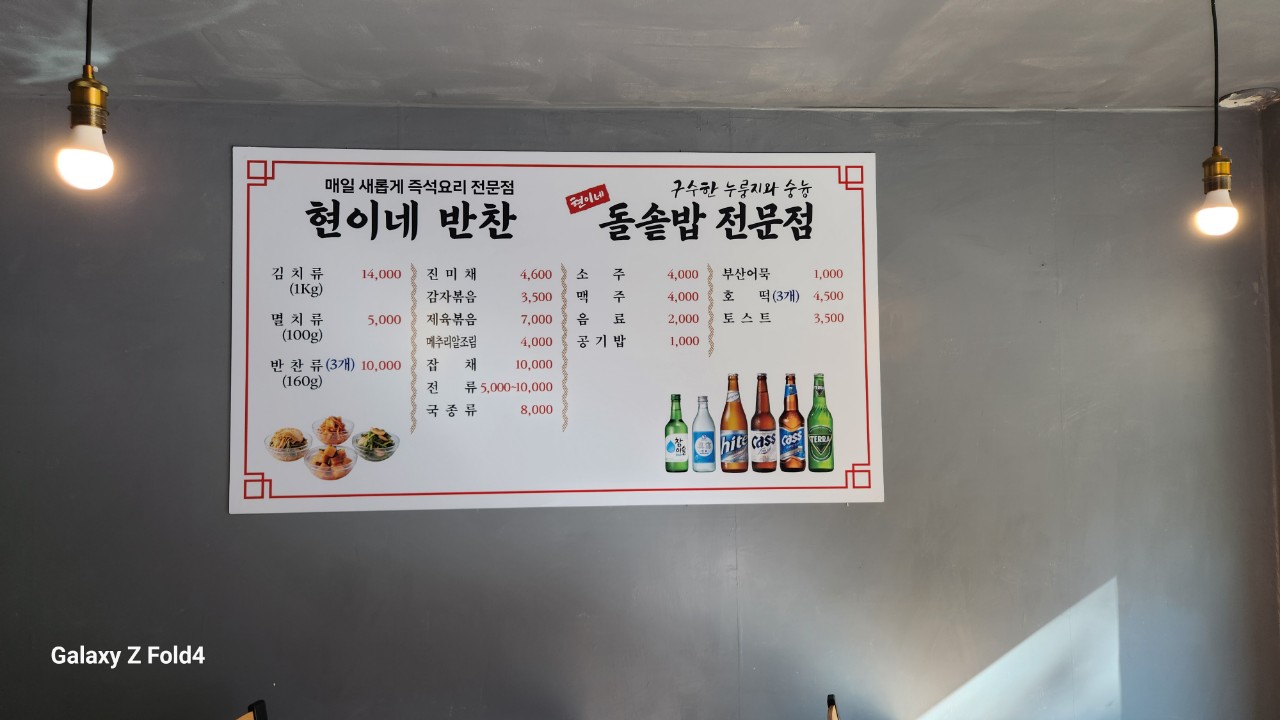 매일 새롭게 즉석요리 전문점
현이네 반찬
현이네
구수한 누룽지와 숭늉
돌솥밥 전문점
김치류 14,000
(1Kg)
멸치류 5,000
(100g)
반찬류(3개) 10,000
(160g)
진미채 4,600
감자볶음 3,500
제육볶음 7,000
메추리알조림 4,000
잡채 10,000
전류 5,000~10,000
국종류 8,000
소주 4,000
맥주 4,000
음료 2,000
공기밥 1,000
부산어묵 1,000
호떡(3개) 4,500
토스트 3,500
참이슬
hite
Cass
Cass
TERRA
Galaxy Z Fold4